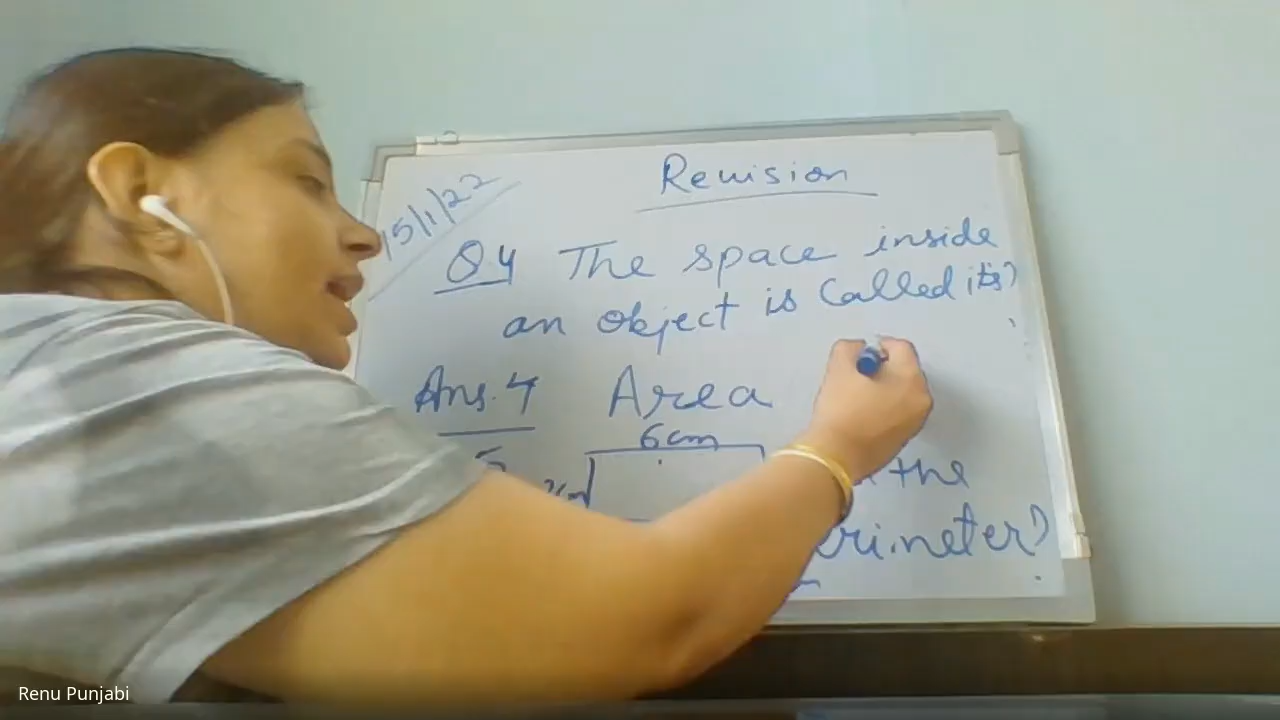 Revision
15/1/22
Q4 The space inside
an object is called its?
Ans.4 Area
6cm
the
erimeter?
Renu Punjabi